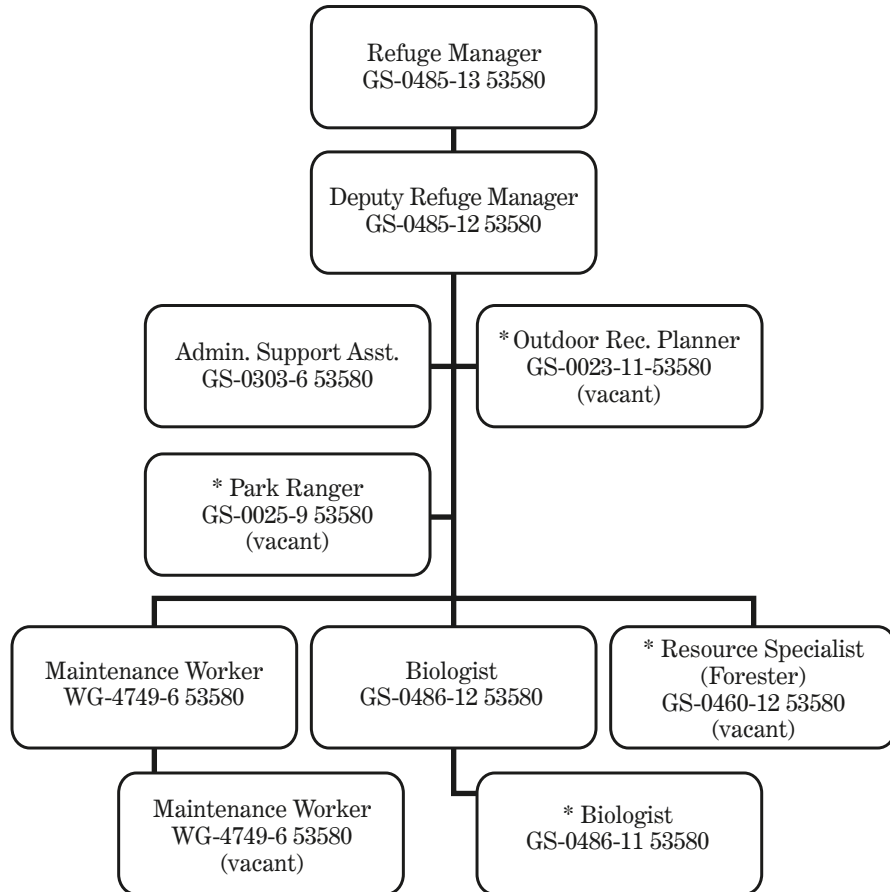 Refuge Manager
GS-0485-13 53580
Deputy Refuge Manager
GS-0485-12 53580
Admin. Support Asst.
GS-0303-6 53580
* Outdoor Rec. Planner
GS-0023-11-53580
(vacant)
* Park Ranger
GS-0025-9 53580
(vacant)
Maintenance Worker
WG-4749-6 53580
Biologist
GS-0486-12 53580
* Resource Specialist
(Forester)
GS-0460-12 53580
(vacant)
Maintenance Worker
WG-4749-6 53580
(vacant)
* Biologist
GS-0486-11 53580